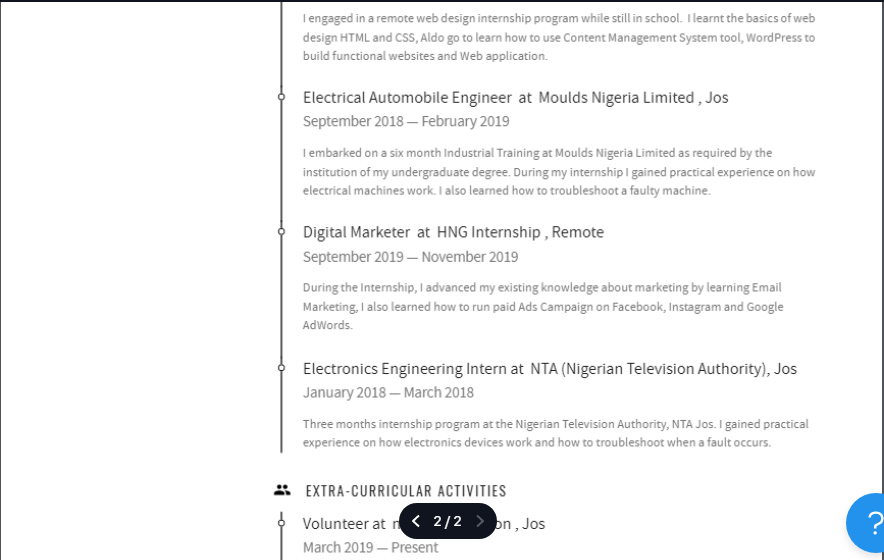 I engaged in a remote web design internship program while still in school. I learnt the basics of web
design HTML and CSS, Aldo go to learn how to use Content Management System tool, WordPress to
build functional websites and Web application.
Electrical Automobile Engineer at Moulds Nigeria Limited , Jos
September 2018 — February 2019
I embarked on a six month Industrial Training at Moulds Nigeria Limited as required by the
institution of my undergraduate degree. During my internship I gained practical experience on how
electrical machines work. I also learned how to troubleshoot a faulty machine.
Digital Marketer at HNG Internship , Remote
September 2019 — November 2019
During the Internship, I advanced my existing knowledge about marketing by learning Email
Marketing, I also learned how to run paid Ads Campaign on Facebook, Instagram and Google
AdWords.
Electronics Engineering Intern at NTA (Nigerian Television Authority), Jos
January 2018 — March 2018
Three months internship program at the Nigerian Television Authority, NTA Jos. I gained practical
experience on how electronics devices work and how to troubleshoot when a fault occurs.
EXTRA-CURRICULAR ACTIVITIES
Volunteer at , Jos
2/2
March 2019 — Present
?